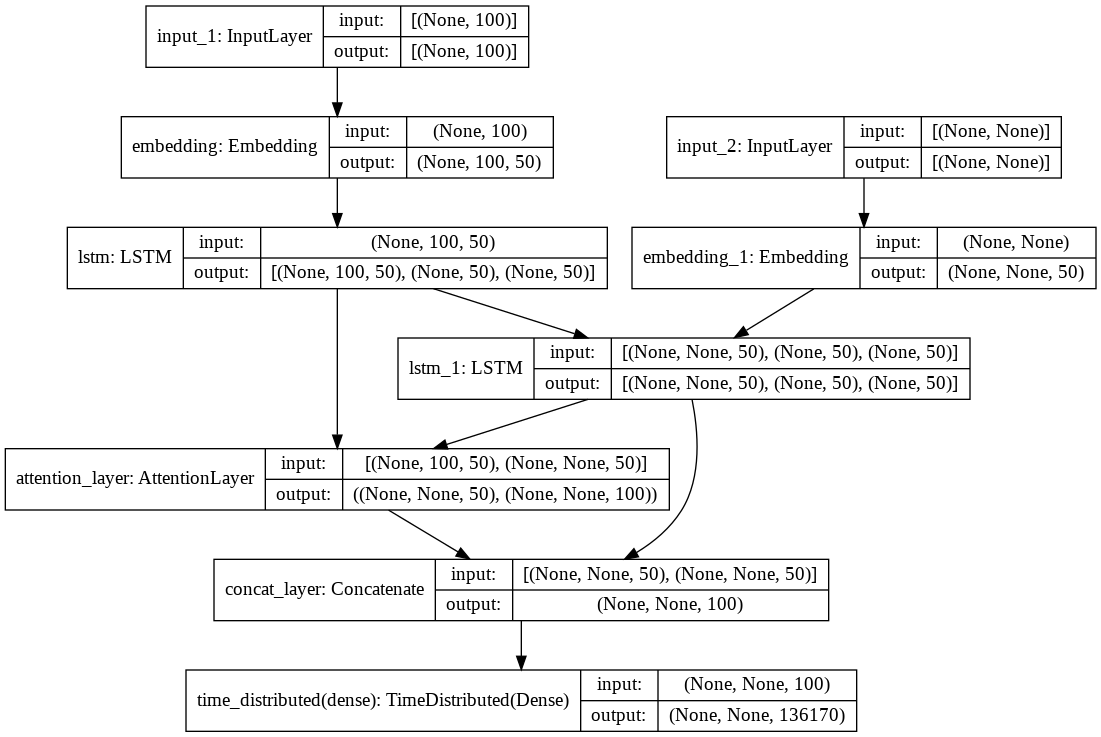 input_1: InputLayer
input: [(None, 100)]
output: [(None, 100)]
embedding: Embedding
input: (None, 100)
output: (None, 100, 50)
input_2: InputLayer
input: [(None, None)]
output: [(None, None)]
lstm: LSTM
input: (None, 100, 50)
output: [(None, 100, 50), (None, 50), (None, 50)]
embedding_1: Embedding
input: (None, None)
output: (None, None, 50)
lstm_1: LSTM
input: [(None, None, 50), (None, 50), (None, 50)]
output: [(None, None, 50), (None, 50), (None, 50)]
attention_layer: AttentionLayer
input: [(None, 100, 50), (None, None, 50)]
output: ((None, None, 50), (None, None, 100))
concat_layer: Concatenate
input: [(None, None, 50), (None, None, 50)]
output: (None, None, 100)
time_distributed(dense): TimeDistributed(Dense)
input: (None, None, 100)
output: (None, None, 136170)